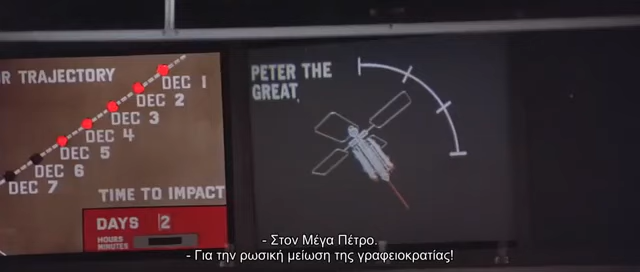 R TRAJECTORY
DEC 1
DEC 2
DEC 3
DEC 4
DEC 5
DEC 6
DEC 7
TIME TO IMPACT
DAYS 2
HOURS
MINUTES
PETER THE
GREAT
- Στον Μέγα Πέτρο.
- Για την ρωσική μείωση της γραφειοκρατίας!